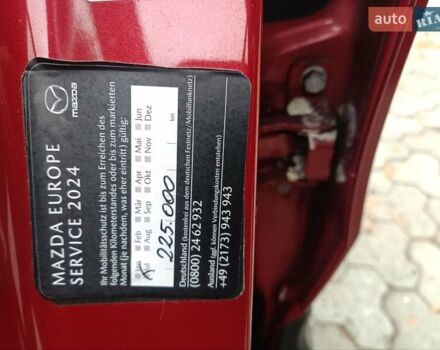 auto RIA
mazda
MAZDA EUROPE
SERVICE 2024
Ihr Mobilitätsschutz ist bis zum Erreichen des
folgenden Kilometerstandes oder bis zum markierten
Monat (je nachdem, was eher eintritt) gültig:
Jan Feb Mär Apr Mai Jun
Jul Aug Sep Okt Nov Dez
225.000 km
Deutschland (kostenfrei aus dem deutschen Festnetz/Mobilfunknetz)
(0800) 24 62 932
Ausland (ggf. können Verbindungskosten entstehen)
+49 (2173) 943 943